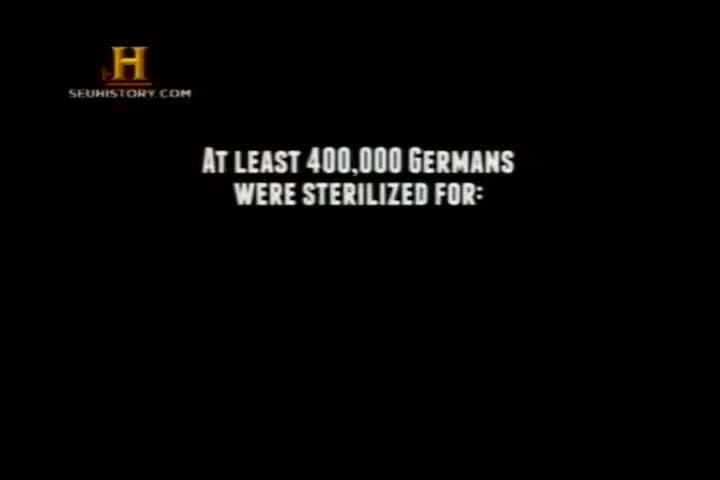 H
SEUHISTORY.COM
AT LEAST 400,000 GERMANS
WERE STERILIZED FOR: